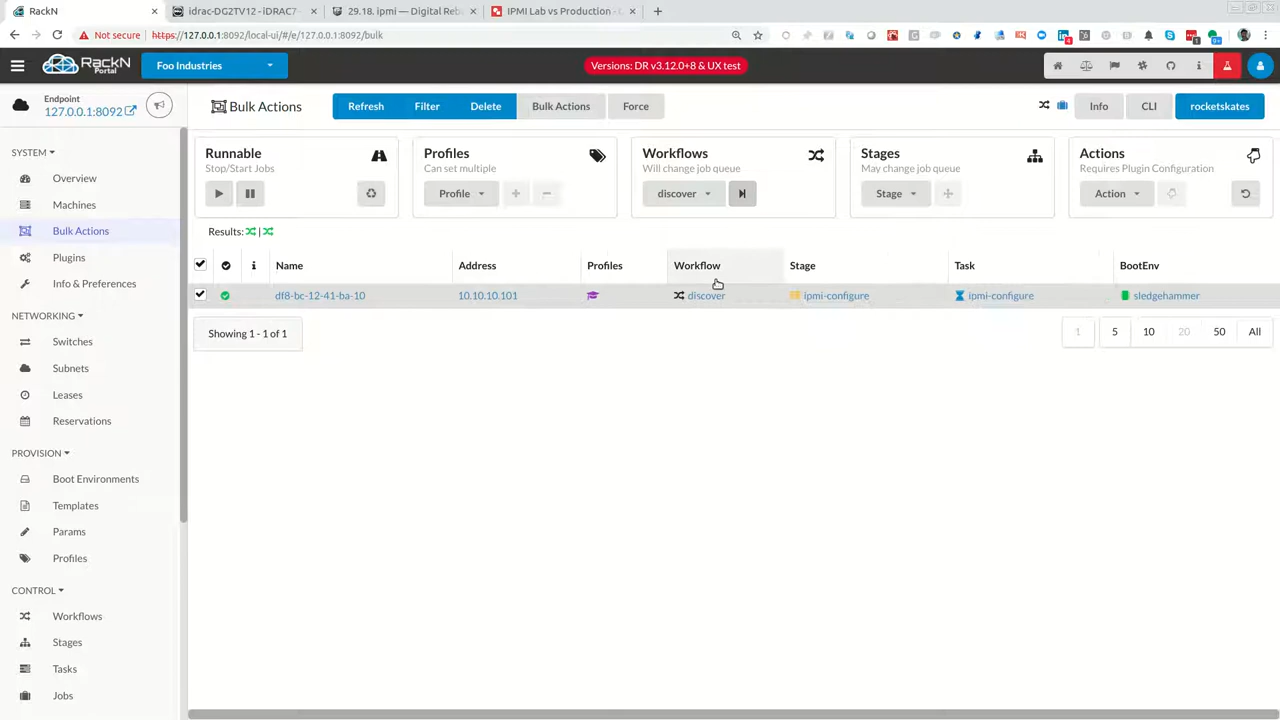 RackN
idrac-DG2TV12 - iDRAC7
29.18. ipmi — Digital Reb
IPMI Lab vs Production - G
Not secure
https://127.0.0.1:8092/local-ui/#/e/127.0.0.1:8092/bulk
RackN
Portal
Foo Industries
Versions: DR v3.12.0+8 & UX test
Endpoint
127.0.0.1:8092
Bulk Actions
Refresh
Filter
Delete
Bulk Actions
Force
Info
CLI
rocketskates
SYSTEM
Overview
Machines
Bulk Actions
Plugins
Info & Preferences
NETWORKING
Switches
Subnets
Leases
Reservations
PROVISION
Boot Environments
Templates
Params
Profiles
CONTROL
Workflows
Stages
Tasks
Jobs
Runnable
Stop/Start Jobs
Profiles
Can set multiple
Profile
Workflows
Will change job queue
discover
Stages
May change job queue
Stage
Actions
Requires Plugin Configuration
Action
Results: |
Name Address Profiles Workflow Stage Task BootEnv
df8-bc-12-41-ba-10 10.10.10.101 discover ipmi-configure ipmi-configure sledgehammer
Showing 1 - 1 of 1
1 5 10 20 50 All